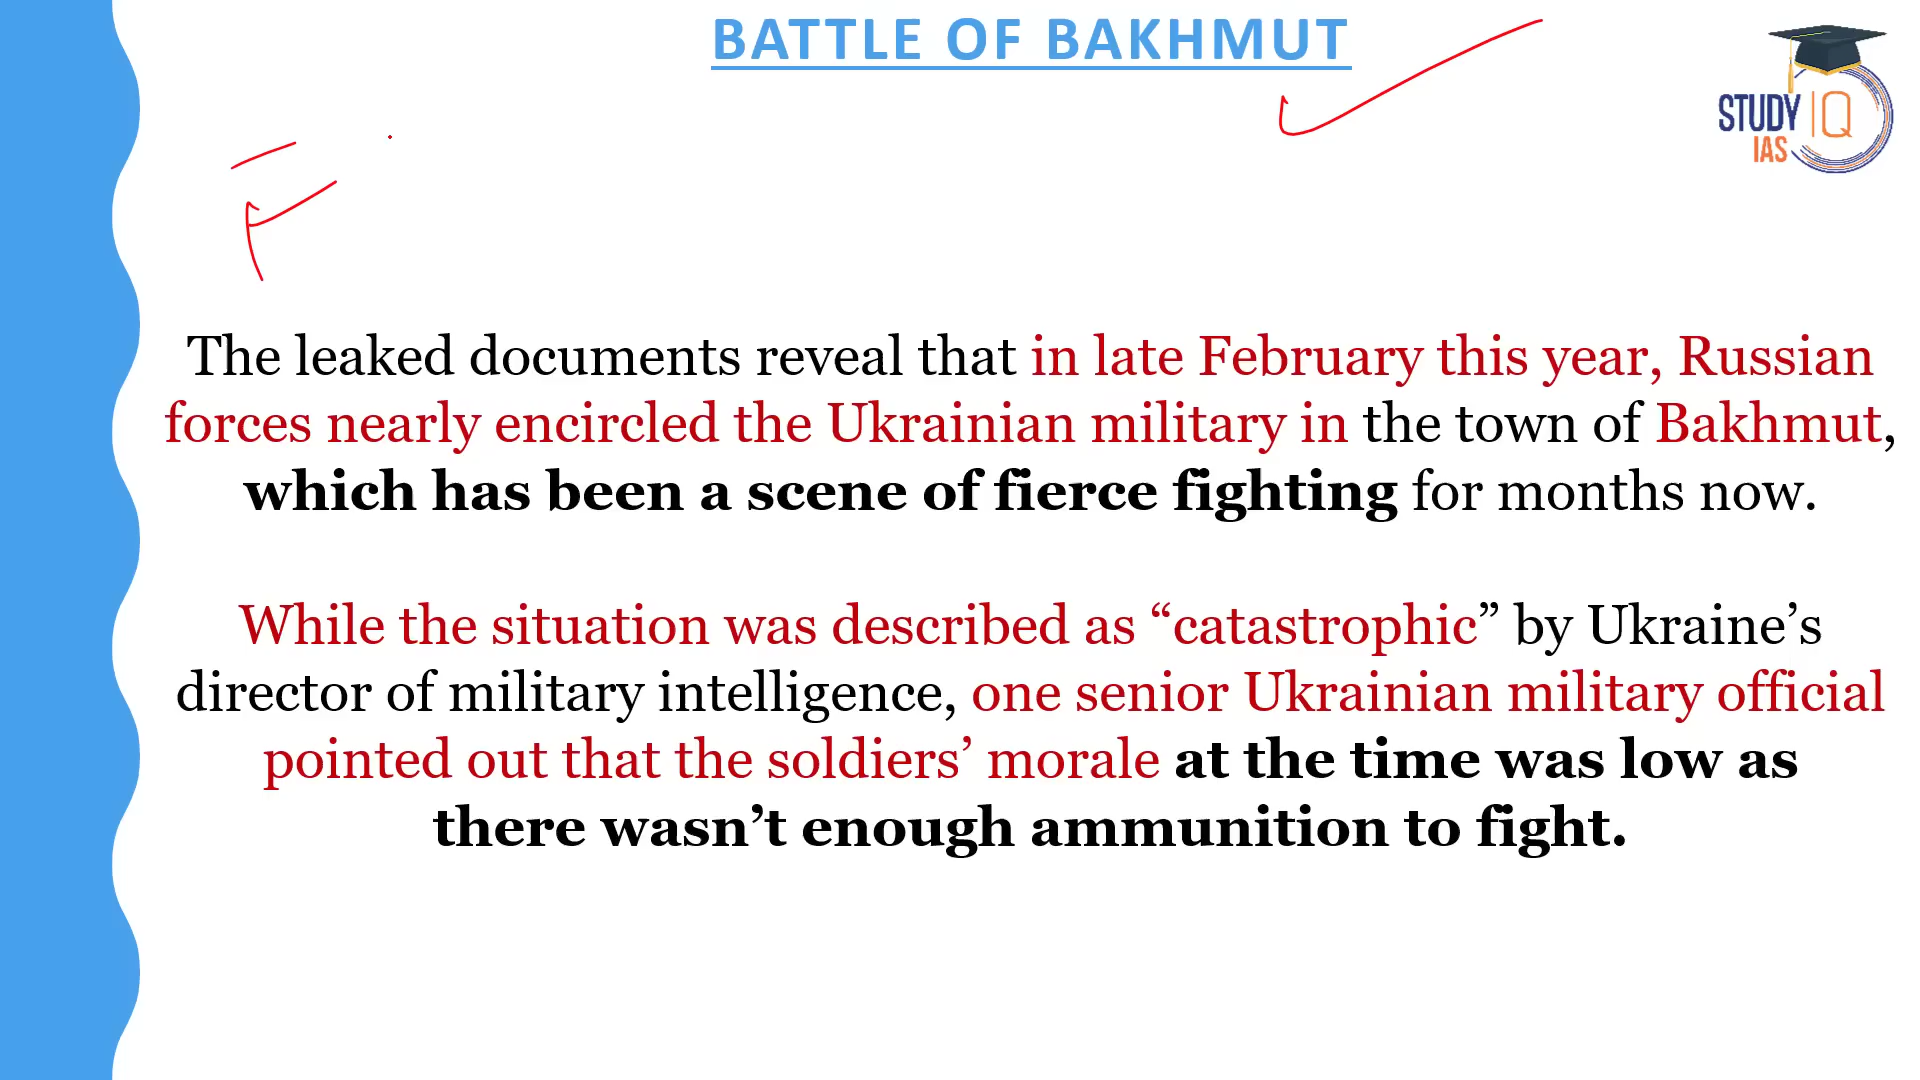 BATTLE OF BAKHMUT
STUDY IQ
IAS
The leaked documents reveal that in late February this year, Russian
forces nearly encircled the Ukrainian military in the town of Bakhmut,
which has been a scene of fierce fighting for months now.
While the situation was described as “catastrophic” by Ukraine’s
director of military intelligence, one senior Ukrainian military official
pointed out that the soldiers’ morale at the time was low as
there wasn’t enough ammunition to fight.